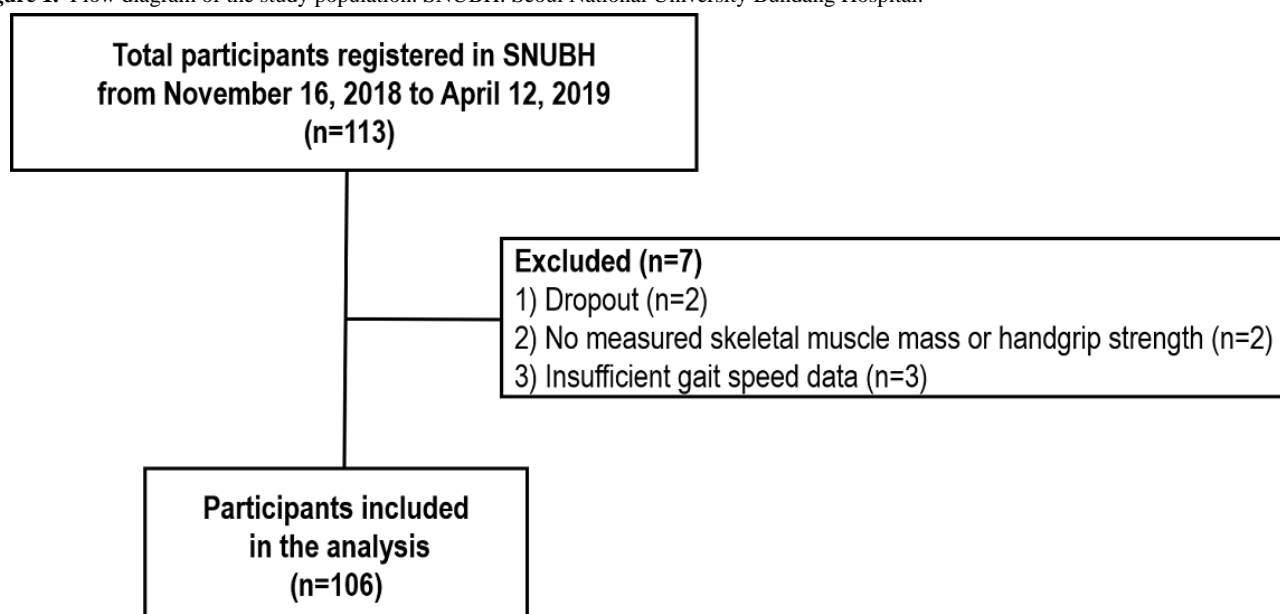 Figure 1. Flow diagram of the study population. SNUBH: Seoul National University Bundang Hospital.
Total participants registered in SNUBH
from November 16, 2018 to April 12, 2019
(n=113)
Excluded (n=7)
1) Dropout (n=2)
2) No measured skeletal muscle mass or handgrip strength (n=2)
3) Insufficient gait speed data (n=3)
Participants included
in the analysis
(n=106)